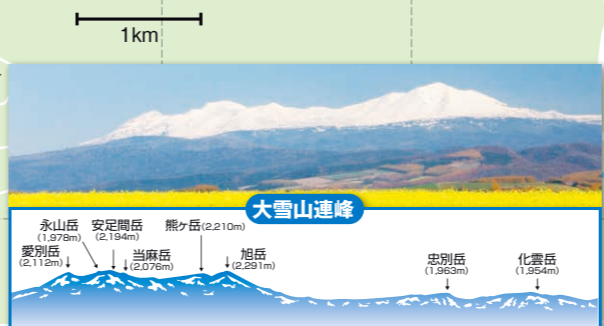 1km
大雪山連峰
永山岳
(1,978m)
安足間岳
(2,194m)
熊ヶ岳(2,210m)
愛別岳
(2,112m)
当麻岳
(2,076m)
旭岳
(2,291m)
忠別岳
(1,963m)
化雲岳
(1,954m)